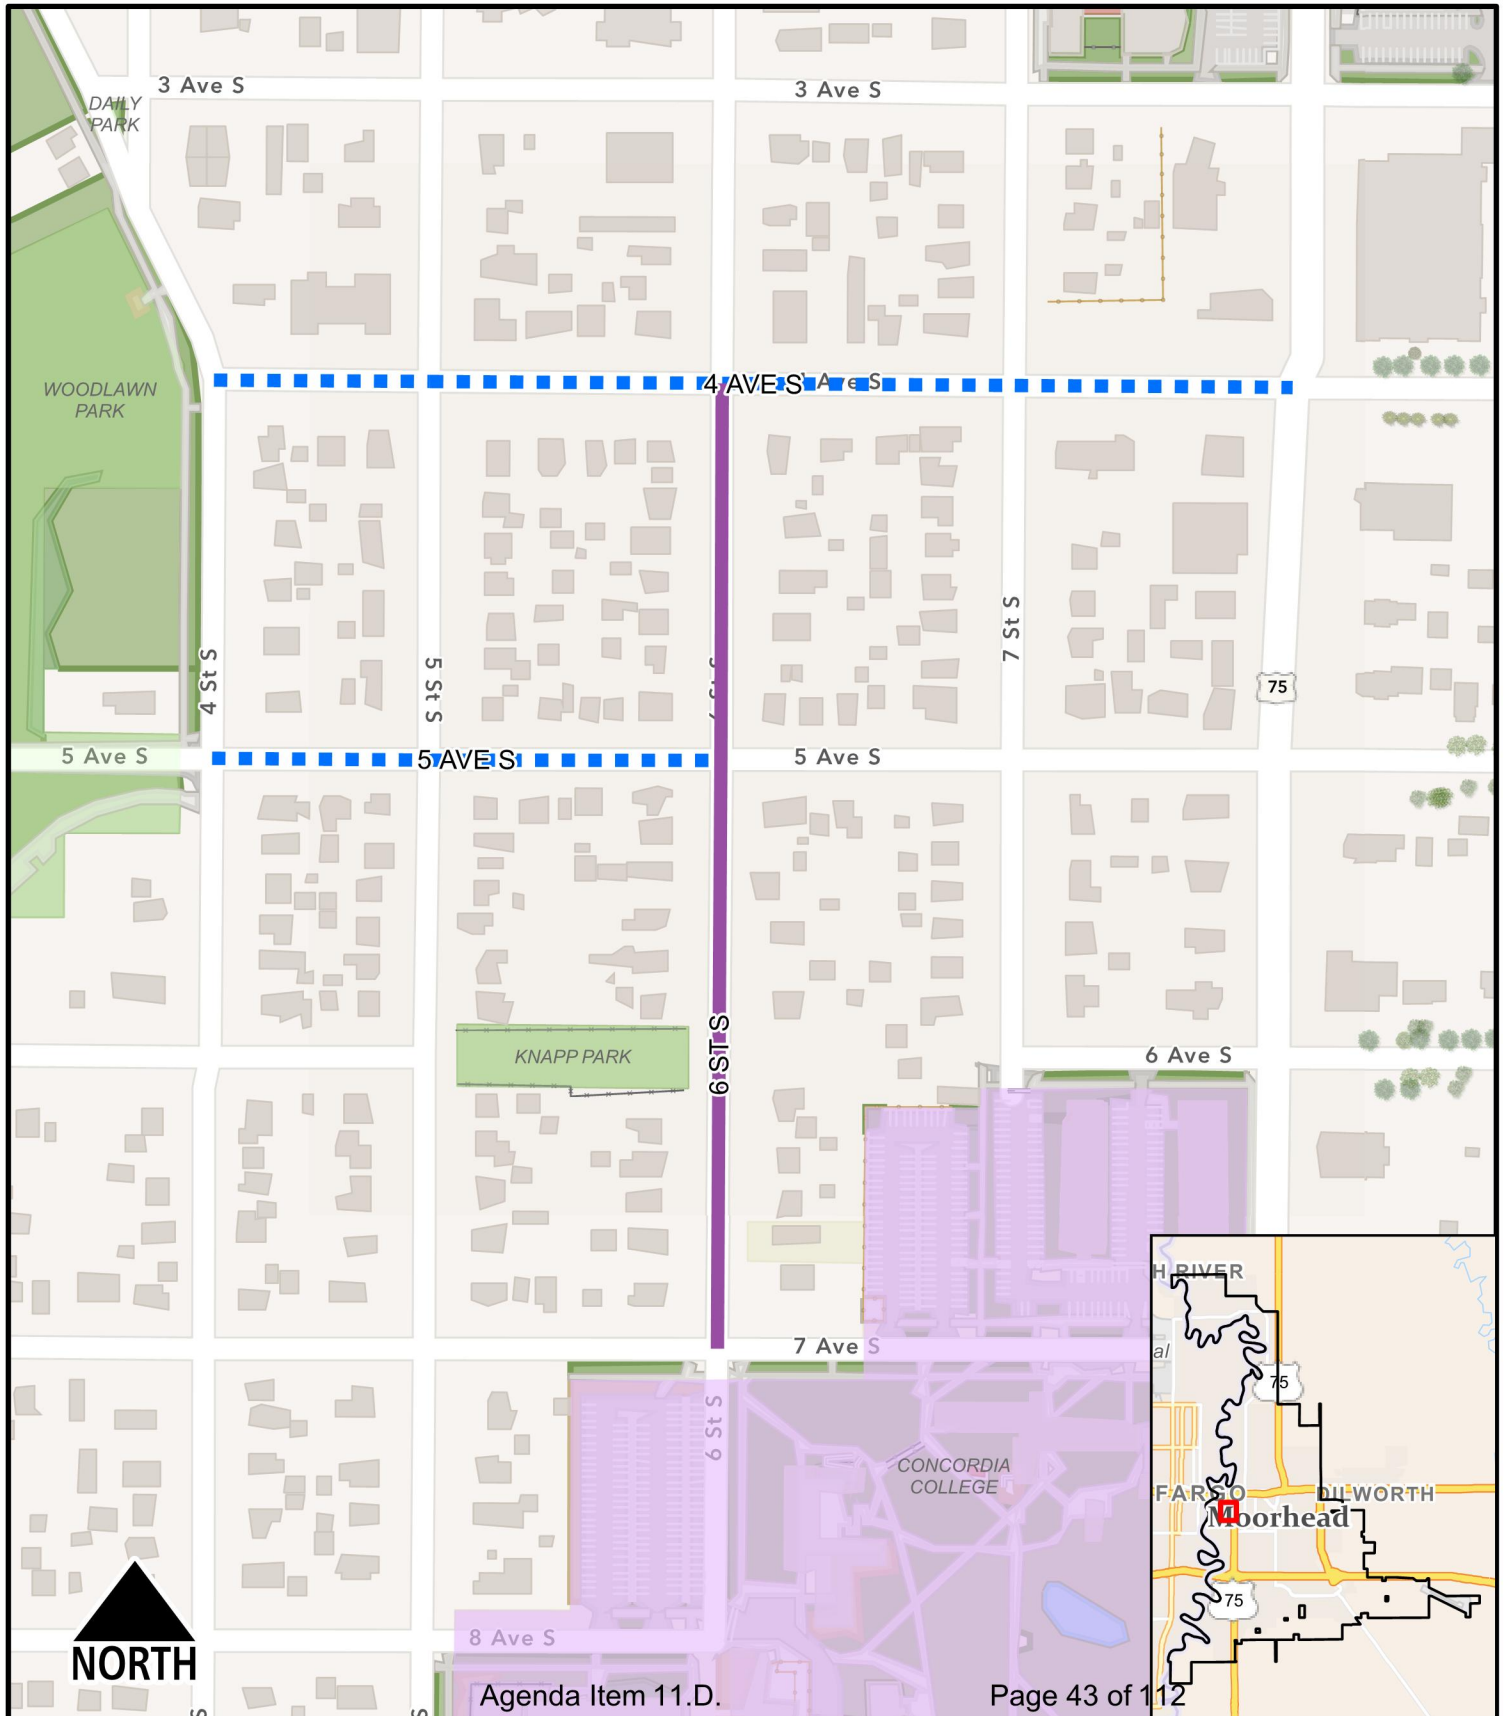 3 Ave S
3 Ave S
DAILY
PARK
WOODLAWN
PARK
4 AVE S
Ave S
4 St S
5 St S
7 St S
75
5 Ave S
5 AVE S
5 Ave S
6 ST S
KNAPP PARK
6 Ave S
7 Ave S
6 St S
CONCORDIA
COLLEGE
8 Ave S
NORTH
H RIVER
al
75
FARGO
DILWORTH
Moorhead
75
S
S
Agenda Item 11.D.
Page 43 of 112